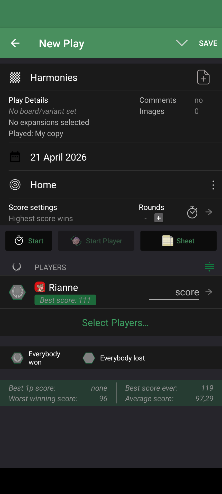 New Play
SAVE
Harmonies
Play Details
No board/variant set
No expansions selected
Played: My copy
Comments no
Images 0
21 April 2026
Home
Score settings
Highest score wins
Rounds
- +
Start
Start Player
Sheet
PLAYERS
Rianne
Best score: 111
score
Select Players...
Everybody won
Everybody lost
Best 1p score: none
Worst winning score: 96
Best score ever: 119
Average score: 97,29